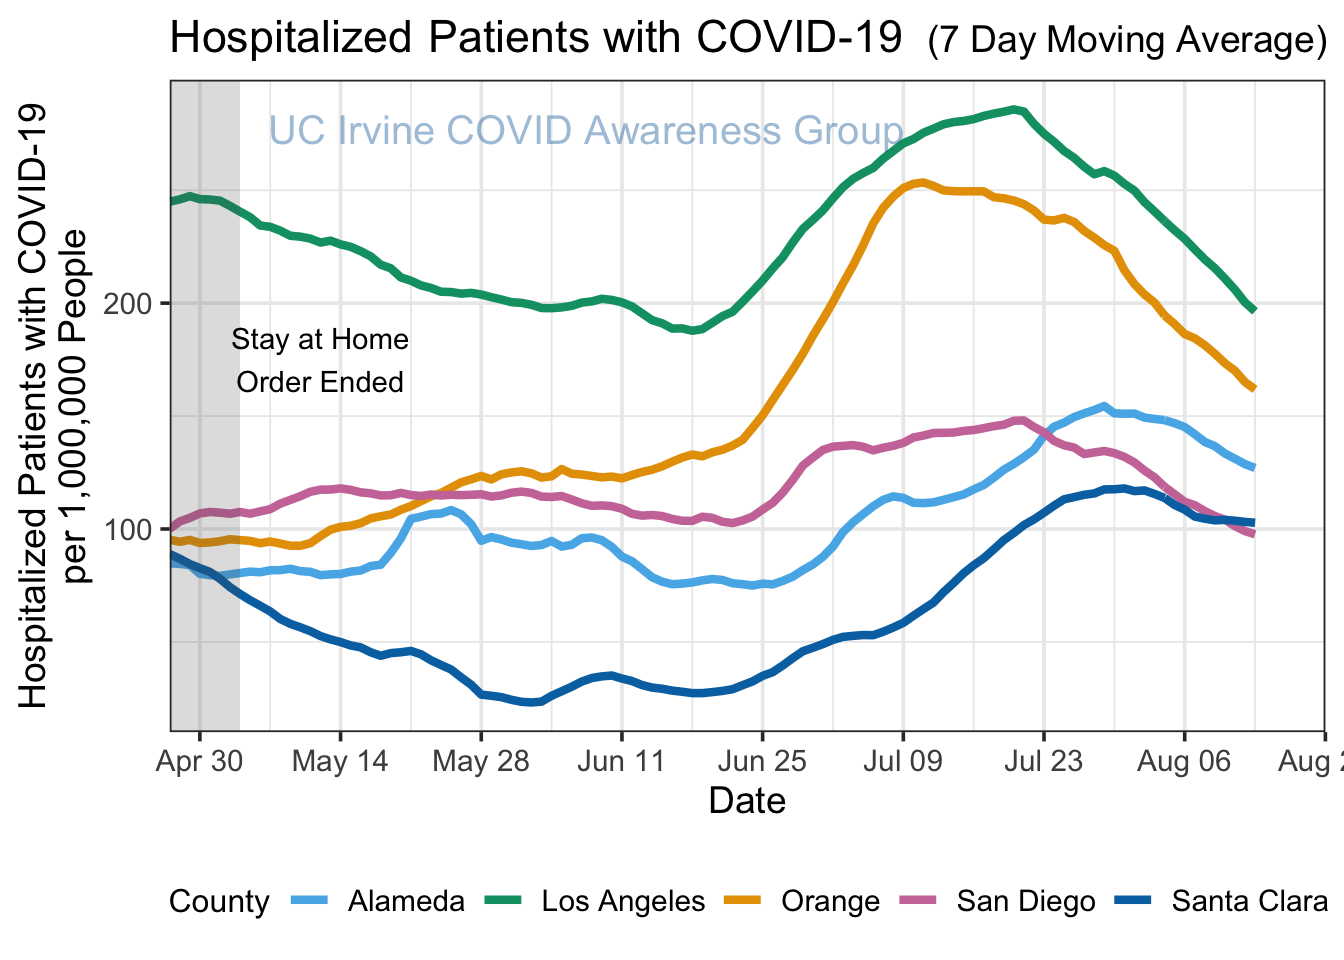 Hospitalized Patients with COVID-19 (7 Day Moving Average)
Hospitalized Patients with COVID-19
per 1,000,000 People
UC Irvine COVID Awareness Group
200
Stay at Home
Order Ended
100
Apr 30 May 14 May 28 Jun 11 Jun 25 Jul 09 Jul 23 Aug 06 Aug 2
Date
County Alameda Los Angeles Orange San Diego Santa Clara